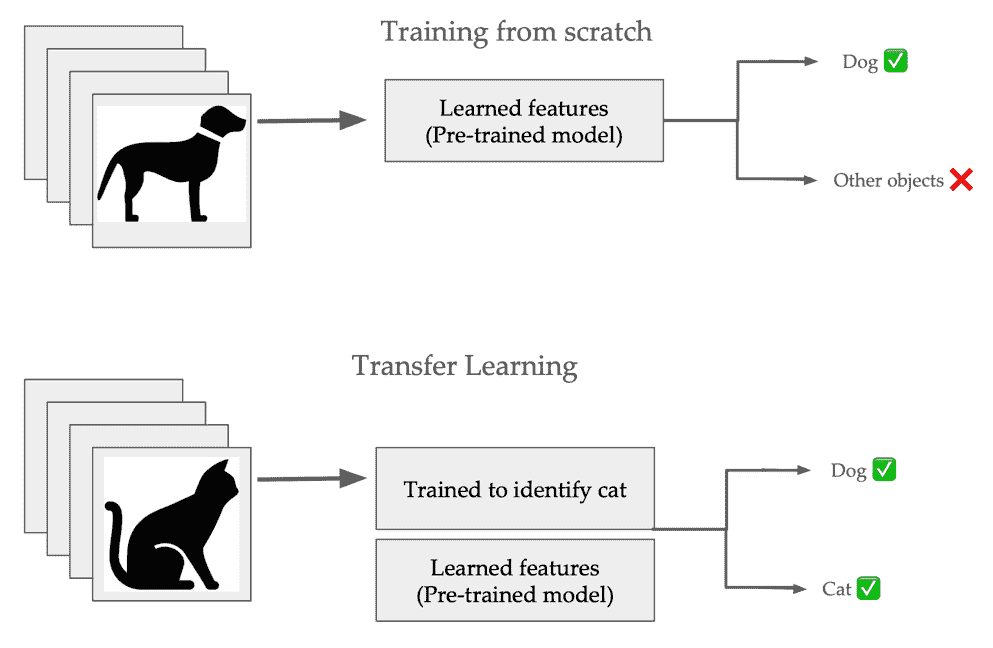 Training from scratch
Dog ✅
Learned features
(Pre-trained model)
Other objects ❌
Transfer Learning
Trained to identify cat
Dog ✅
Learned features
(Pre-trained model)
Cat ✅